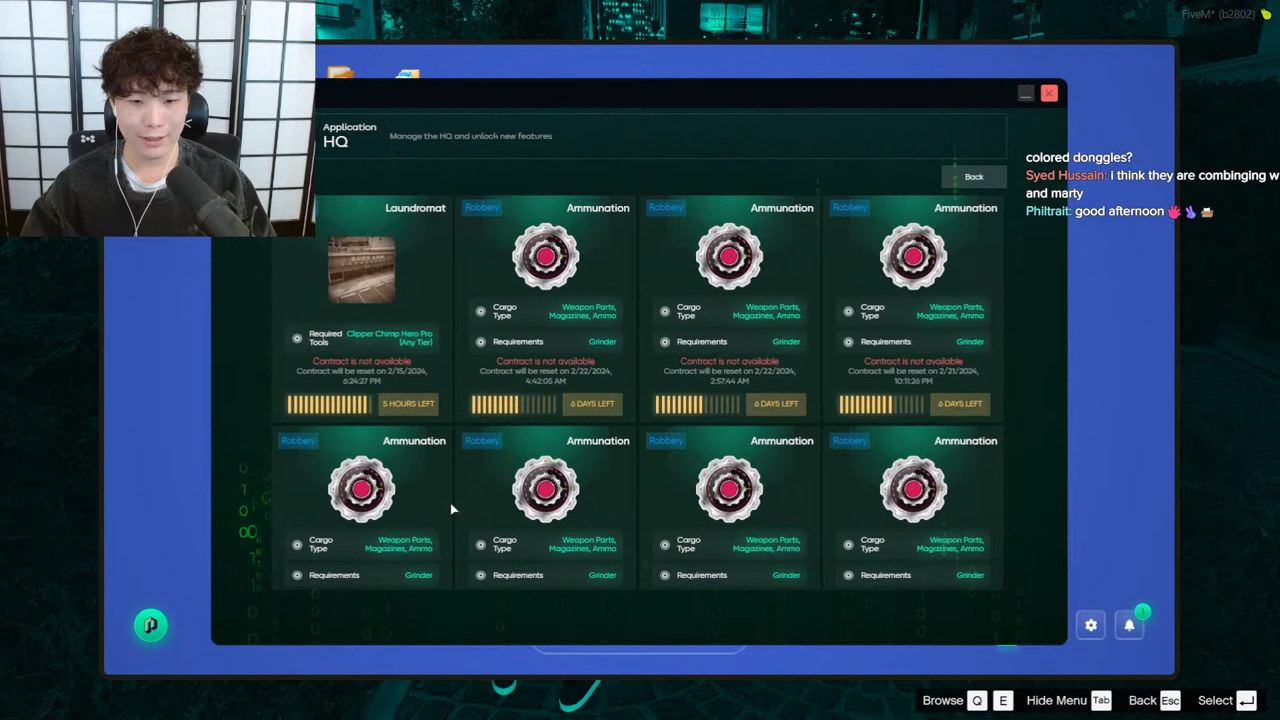 FiveM* (b2802)
Application
HQ
Manage the HQ and unlock new features
Back
colored donggles?
Syed Hussain: i think they are combinging w
and marty
Philtrait: good afternoon
Laundromat
Required Tools
Clipper Chimp Hero Pro (Any Tier)
Contract is not available
Contract will be reset on 2/15/2024,
6:24:27 PM
5 HOURS LEFT
Robbery
Ammunation
Cargo Type
Weapon Parts, Magazines, Ammo
Requirements
Grinder
Contract is not available
Contract will be reset on 2/22/2024,
4:42:05 AM
6 DAYS LEFT
Robbery
Ammunation
Cargo Type
Weapon Parts, Magazines, Ammo
Requirements
Grinder
Contract is not available
Contract will be reset on 2/22/2024,
2:57:44 AM
6 DAYS LEFT
Robbery
Ammunation
Cargo Type
Weapon Parts, Magazines, Ammo
Requirements
Grinder
Contract is not available
Contract will be reset on 2/21/2024,
10:11:26 PM
6 DAYS LEFT
Robbery
Ammunation
Cargo Type
Weapon Parts, Magazines, Ammo
Requirements
Grinder
Robbery
Ammunation
Cargo Type
Weapon Parts, Magazines, Ammo
Requirements
Grinder
Robbery
Ammunation
Cargo Type
Weapon Parts, Magazines, Ammo
Requirements
Grinder
Robbery
Ammunation
Cargo Type
Weapon Parts, Magazines, Ammo
Requirements
Grinder
1
Browse Q E Hide Menu Tab Back Esc Select